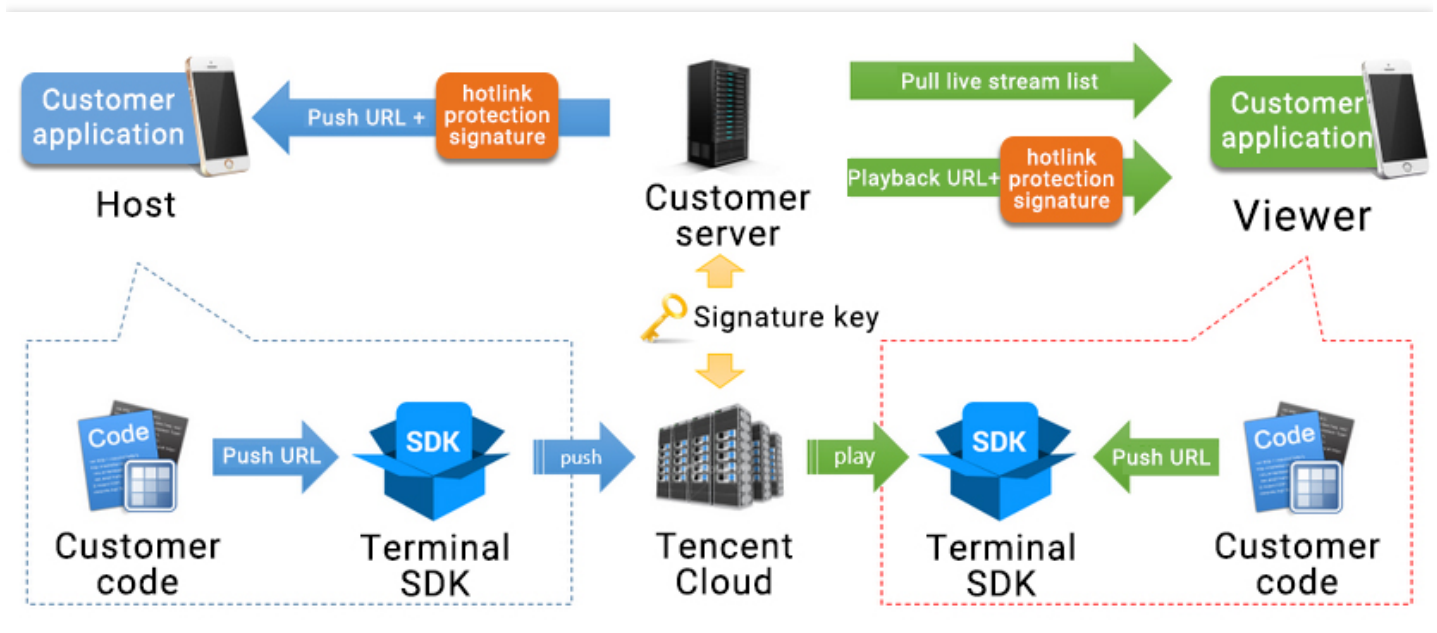 Customer
application
Host
Push URL +
hotlink
protection
signature
Customer
server
Pull live stream list
Playback URL+
hotlink
protection
signature
Customer
application
Viewer
Signature key
Code
Customer
code
Push URL
SDK
Terminal
SDK
push
Tencent
Cloud
play
SDK
Terminal
SDK
Push URL
Code
Customer
code